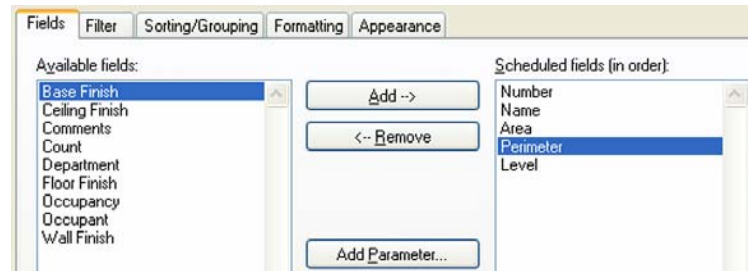 Fields Filter Sorting/Grouping Formatting Appearance
Available fields:
Base Finish
Ceiling Finish
Comments
Count
Department
Floor Finish
Occupancy
Occupant
Wall Finish
Add -->
<-- Remove
Add Parameter...
Scheduled fields (in order):
Number
Name
Area
Perimeter
Level